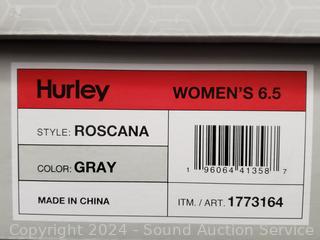 Hurley WOMEN'S 6.5
STYLE: ROSCANA
COLOR: GRAY
1 96064 41358 7
MADE IN CHINA ITM. / ART. 1773164
Copyright © 2024 - Sound Auction Service